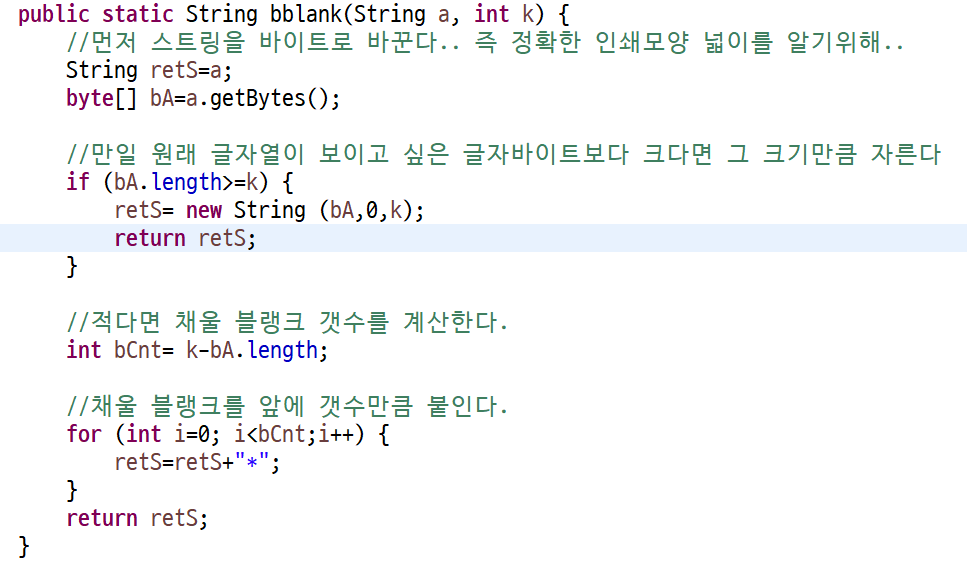 public static String bblank(String a, int k) {
//먼저 스트링을 바이트로 바꾼다.. 즉 정확한 인쇄모양 넓이를 알기위해..
String retS=a;
byte[] bA=a.getBytes();
//만일 원래 글자열이 보이고 싶은 글자바이트보다 크다면 그 크기만큼 자른다
if (bA.length>=k) {
retS= new String (bA,0,k);
return retS;
}
//적다면 채울 블랭크 갯수를 계산한다.
int bCnt= k-bA.length;
//채울 블랭크를 앞에 갯수만큼 붙인다.
for (int i=0; i<bCnt;i++) {
retS=retS+"*";
}
return retS;
}